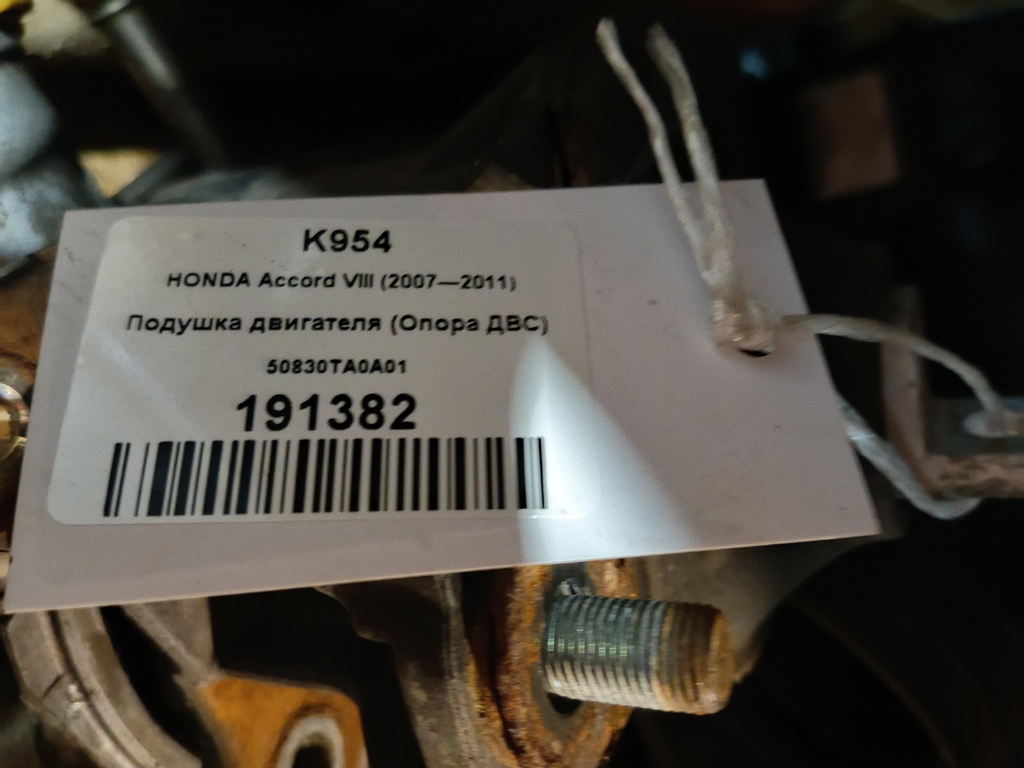 K954
HONDA Accord VIII (2007—2011)
Подушка двигателя (Опора ДВС)
50830TA0A01
191382